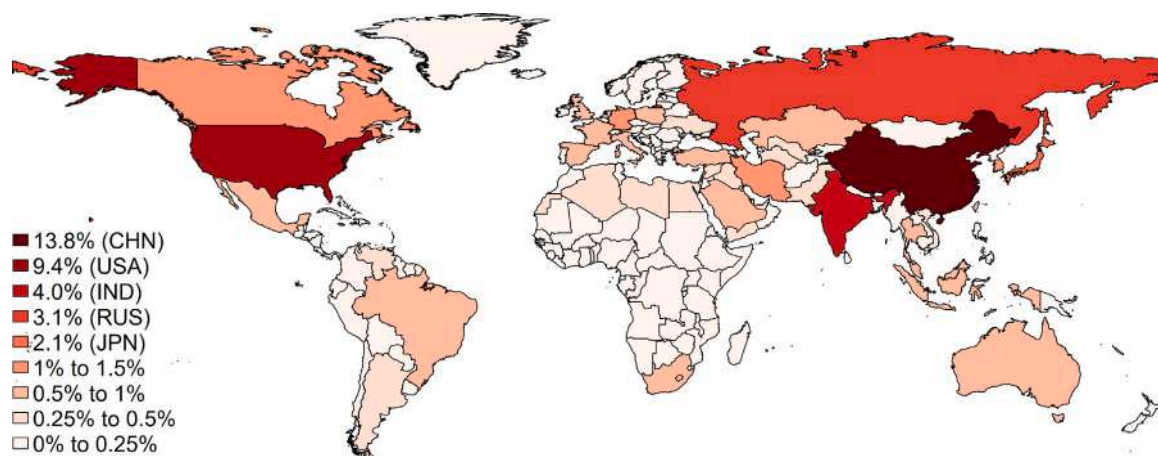 13.8% (CHN)
9.4% (USA)
4.0% (IND)
3.1% (RUS)
2.1% (JPN)
1% to 1.5%
0.5% to 1%
0.25% to 0.5%
0% to 0.25%